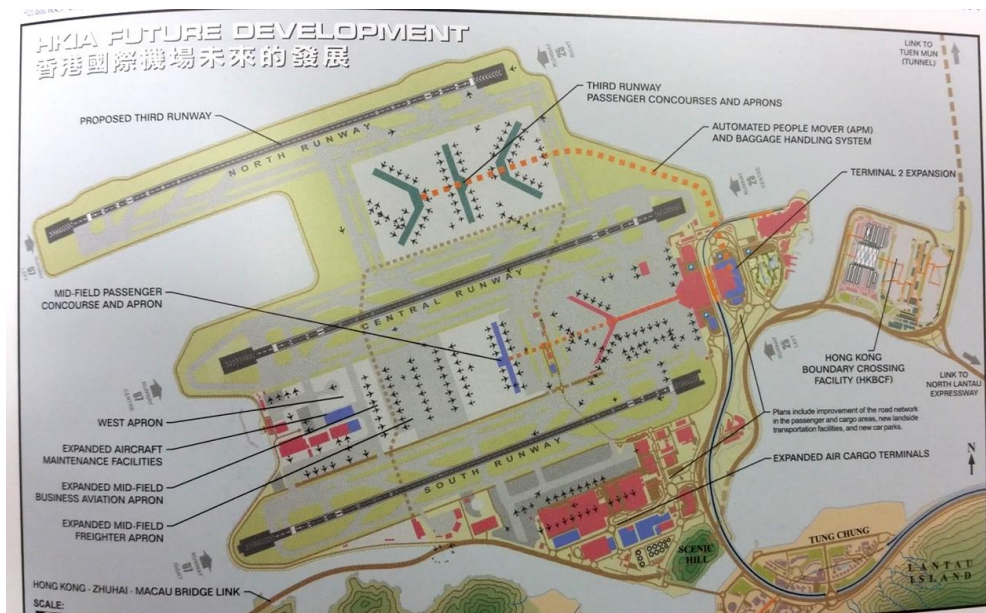 HKIA FUTURE DEVELOPMENT
香港國際機場未來的發展
LINK TO
TUEN MUN
(TUNNEL)
THIRD RUNWAY
PASSENGER CONCOURSES AND APRONS
PROPOSED THIRD RUNWAY
AUTOMATED PEOPLE MOVER (APM)
AND BAGGAGE HANDLING SYSTEM
NORTH RUNWAY
TERMINAL 2 EXPANSION
MID-FIELD PASSENGER
CONCOURSE AND APRON
CENTRAL RUNWAY
HONG KONG
BOUNDARY CROSSING
FACILITY (HKBCF)
LINK TO
NORTH LANTAU
EXPRESSWAY
WEST APRON
Plans include improvement of the road network
in the passenger and cargo areas, new landside
transportation facilities, and new car parks.
EXPANDED AIRCRAFT
MAINTENANCE FACILITIES
EXPANDED AIR CARGO TERMINALS
N
EXPANDED MID-FIELD
BUSINESS AVIATION APRON
SOUTH RUNWAY
EXPANDED MID-FIELD
FREIGHTER APRON
TUNG CHUNG
SCENIC
HILL
LANTAU
ISLAND
HONG KONG - ZHUHAI - MACAU BRIDGE LINK
SCALE: